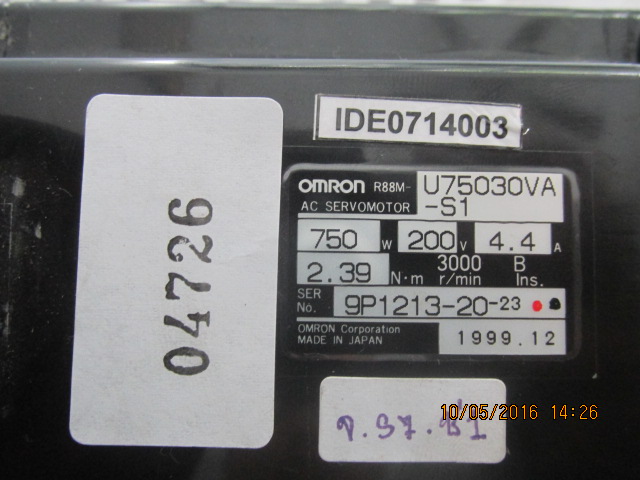 IDE0714003
04726
OMRON R88M- U75030VA
AC SERVOMOTOR -S1
750 W 200 V 4.4 A
2.39 N·m 3000 r/min B Ins.
SER No. 9P1213-20-23
OMRON Corporation
MADE IN JAPAN 1999.12
10/05/2016 14:26